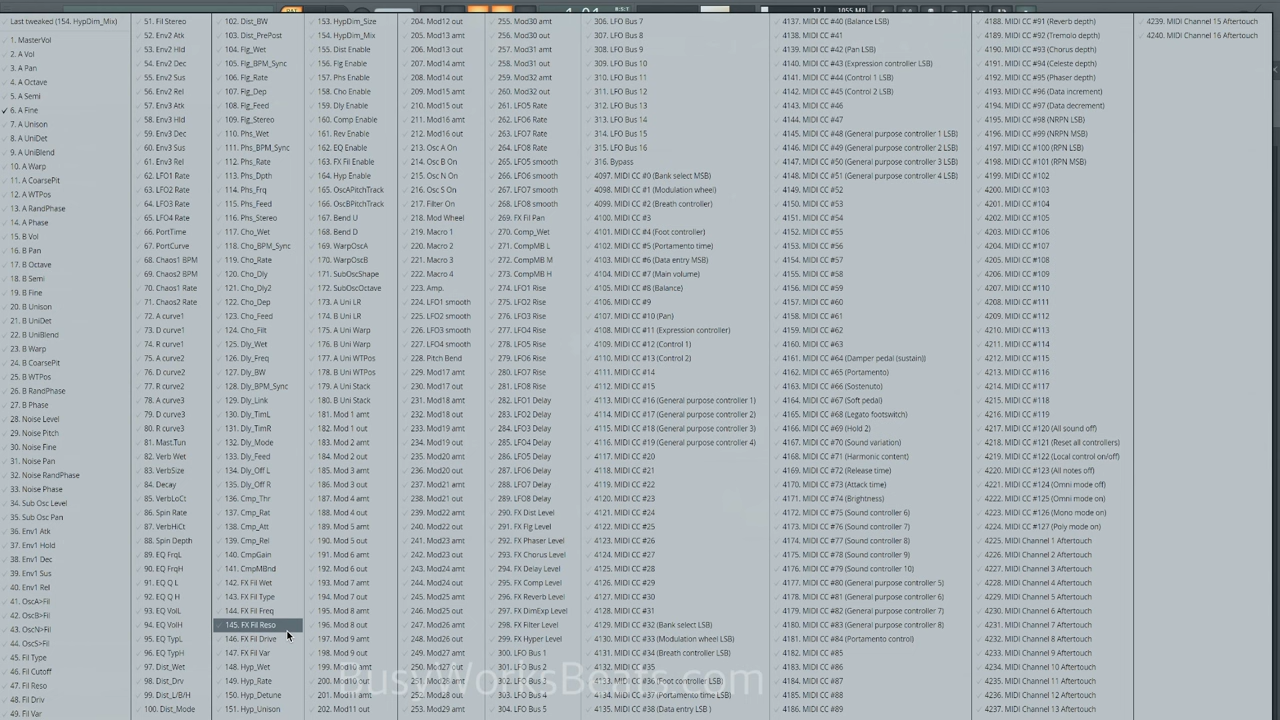 Last tweaked (154. HypDim_Mix)
1. MasterVol
2. A Vol
3. A Pan
4. A Octave
5. A Semi
6. A Fine
7. A Unison
8. A UniDet
9. A UniBlend
10. A Warp
11. A CoarsePit
12. A WTPos
13. A RandPhase
14. A Phase
15. B Vol
16. B Pan
17. B Octave
18. B Semi
19. B Fine
20. B Unison
21. B UniDet
22. B UniBlend
23. B Warp
24. B CoarsePit
25. B WTPos
26. B RandPhase
27. B Phase
28. Noise Level
29. Noise Pitch
30. Noise Fine
31. Noise Pan
32. Noise RandPhase
33. Noise Phase
34. Sub Osc Level
35. Sub Osc Pan
36. Env1 Atk
37. Env1 Hold
38. Env1 Dec
39. Env1 Sus
40. Env1 Rel
41. OscA>Fil
42. OscB>Fil
43. OscN>Fil
44. OscS>Fil
45. Fil Type
46. Fil Cutoff
47. Fil Reso
48. Fil Driv
49. Fil Var
51. Fil Stereo
52. Env2 Atk
53. Env2 Hld
54. Env2 Dec
55. Env2 Sus
56. Env2 Rel
57. Env3 Atk
58. Env3 Hld
59. Env3 Dec
60. Env3 Sus
61. Env3 Rel
62. LFO1 Rate
63. LFO2 Rate
64. LFO3 Rate
65. LFO4 Rate
66. PortTime
67. PortCurve
68. Chaos1 BPM
69. Chaos2 BPM
70. Chaos1 Rate
71. Chaos2 Rate
72. A curve1
73. D curve1
74. R curve1
75. A curve2
76. D curve2
77. R curve2
78. A curve3
79. D curve3
80. R curve3
81. Mast.Tun
82. Verb Wet
83. VerbSize
84. Decay
85. VerbLoCt
86. Spin Rate
87. VerbHiCt
88. Spin Depth
89. EQ FrqL
90. EQ FrqH
91. EQ Q L
92. EQ Q H
93. EQ VolL
94. EQ VolH
95. EQ TypL
96. EQ TypH
97. Dist_Wet
98. Dist_Drv
99. Dist_L/B/H
100. Dist_Mode
102. Dist_BW
103. Dist_PrePost
104. Flg_Wet
105. Flg_BPM_Sync
106. Flg_Rate
107. Flg_Dep
108. Flg_Feed
109. Flg_Stereo
110. Phs_Wet
111. Phs_BPM_Sync
112. Phs_Rate
113. Phs_Dpth
114. Phs_Frq
115. Phs_Feed
116. Phs_Stereo
117. Cho_Wet
118. Cho_BPM_Sync
119. Cho_Rate
120. Cho_Dly
121. Cho_Dly2
122. Cho_Dep
123. Cho_Feed
124. Cho_Filt
125. Dly_Wet
126. Dly_Freq
127. Dly_BW
128. Dly_BPM_Sync
129. Dly_Link
130. Dly_TimL
131. Dly_TimR
132. Dly_Mode
133. Dly_Feed
134. Dly_Off L
135. Dly_Off R
136. Cmp_Thr
137. Cmp_Rat
138. Cmp_Att
139. Cmp_Rel
140. CmpGain
141. CmpMBnd
142. FX Fil Wet
143. FX Fil Type
144. FX Fil Freq
145. FX Fil Reso
146. FX Fil Drive
147. FX Fil Var
148. Hyp_Wet
149. Hyp_Rate
150. Hyp_Detune
151. Hyp_Unison
153. HypDim_Size
154. HypDim_Mix
155. Dist Enable
156. Flg Enable
157. Phs Enable
158. Cho Enable
159. Dly Enable
160. Comp Enable
161. Rev Enable
162. EQ Enable
163. FX Fil Enable
164. Hyp Enable
165. OscAPitchTrack
166. OscBPitchTrack
167. Bend U
168. Bend D
169. WarpOscA
170. WarpOscB
171. SubOscShape
172. SubOscOctave
173. A Uni LR
174. B Uni LR
175. A Uni Warp
176. B Uni Warp
177. A Uni WTPos
178. B Uni WTPos
179. A Uni Stack
180. B Uni Stack
181. Mod 1 amt
182. Mod 1 out
183. Mod 2 amt
184. Mod 2 out
185. Mod 3 amt
186. Mod 3 out
187. Mod 4 amt
188. Mod 4 out
189. Mod 5 amt
190. Mod 5 out
191. Mod 6 amt
192. Mod 6 out
193. Mod 7 amt
194. Mod 7 out
195. Mod 8 amt
196. Mod 8 out
197. Mod 9 amt
198. Mod 9 out
199. Mod10 amt
200. Mod10 out
201. Mod11 amt
202. Mod11 out
204. Mod12 out
205. Mod13 amt
206. Mod13 out
207. Mod14 amt
208. Mod14 out
209. Mod15 amt
210. Mod15 out
211. Mod16 amt
212. Mod16 out
213. Osc A On
214. Osc B On
215. Osc N On
216. Osc S On
217. Filter On
218. Mod Wheel
219. Macro 1
220. Macro 2
221. Macro 3
222. Macro 4
223. Amp.
224. LFO1 smooth
225. LFO2 smooth
226. LFO3 smooth
227. LFO4 smooth
228. Pitch Bend
229. Mod17 amt
230. Mod17 out
231. Mod18 amt
232. Mod18 out
233. Mod19 amt
234. Mod19 out
235. Mod20 amt
236. Mod20 out
237. Mod21 amt
238. Mod21 out
239. Mod22 amt
240. Mod22 out
241. Mod23 amt
242. Mod23 out
243. Mod24 amt
244. Mod24 out
245. Mod25 amt
246. Mod25 out
247. Mod26 amt
248. Mod26 out
249. Mod27 amt
250. Mod27 out
251. Mod28 amt
252. Mod28 out
253. Mod29 amt
255. Mod30 amt
256. Mod30 out
257. Mod31 amt
258. Mod31 out
259. Mod32 amt
260. Mod32 out
261. LFO5 Rate
262. LFO6 Rate
263. LFO7 Rate
264. LFO8 Rate
265. LFO5 smooth
266. LFO6 smooth
267. LFO7 smooth
268. LFO8 smooth
269. FX Fil Pan
270. Comp_Wet
271. CompMB L
272. CompMB M
273. CompMB H
274. LFO1 Rise
275. LFO2 Rise
276. LFO3 Rise
277. LFO4 Rise
278. LFO5 Rise
279. LFO6 Rise
280. LFO7 Rise
281. LFO8 Rise
282. LFO1 Delay
283. LFO2 Delay
284. LFO3 Delay
285. LFO4 Delay
286. LFO5 Delay
287. LFO6 Delay
288. LFO7 Delay
289. LFO8 Delay
290. FX Dist Level
291. FX Flg Level
292. FX Phaser Level
293. FX Chorus Level
294. FX Delay Level
295. FX Comp Level
296. FX Reverb Level
297. FX DimExp Level
298. FX Filter Level
299. FX Hyper Level
300. LFO Bus 1
301. LFO Bus 2
302. LFO Bus 3
303. LFO Bus 4
304. LFO Bus 5
306. LFO Bus 7
307. LFO Bus 8
308. LFO Bus 9
309. LFO Bus 10
310. LFO Bus 11
311. LFO Bus 12
312. LFO Bus 13
313. LFO Bus 14
314. LFO Bus 15
315. LFO Bus 16
316. Bypass
4097. MIDI CC #0 (Bank select MSB)
4098. MIDI CC #1 (Modulation wheel)
4099. MIDI CC #2 (Breath controller)
4100. MIDI CC #3
4101. MIDI CC #4 (Foot controller)
4102. MIDI CC #5 (Portamento time)
4103. MIDI CC #6 (Data entry MSB)
4104. MIDI CC #7 (Main volume)
4105. MIDI CC #8 (Balance)
4106. MIDI CC #9
4107. MIDI CC #10 (Pan)
4108. MIDI CC #11 (Expression controller)
4109. MIDI CC #12 (Control 1)
4110. MIDI CC #13 (Control 2)
4111. MIDI CC #14
4112. MIDI CC #15
4113. MIDI CC #16 (General purpose controller 1)
4114. MIDI CC #17 (General purpose controller 2)
4115. MIDI CC #18 (General purpose controller 3)
4116. MIDI CC #19 (General purpose controller 4)
4117. MIDI CC #20
4118. MIDI CC #21
4119. MIDI CC #22
4120. MIDI CC #23
4121. MIDI CC #24
4122. MIDI CC #25
4123. MIDI CC #26
4124. MIDI CC #27
4125. MIDI CC #28
4126. MIDI CC #29
4127. MIDI CC #30
4128. MIDI CC #31
4129. MIDI CC #32 (Bank select LSB)
4130. MIDI CC #33 (Modulation wheel LSB)
4131. MIDI CC #34 (Breath controller LSB)
4132. MIDI CC #35
4133. MIDI CC #36 (Foot controller LSB)
4134. MIDI CC #37 (Portamento time LSB)
4135. MIDI CC #38 (Data entry LSB )
4137. MIDI CC #40 (Balance LSB)
4138. MIDI CC #41
4139. MIDI CC #42 (Pan LSB)
4140. MIDI CC #43 (Expression controller LSB)
4141. MIDI CC #44 (Control 1 LSB)
4142. MIDI CC #45 (Control 2 LSB)
4143. MIDI CC #46
4144. MIDI CC #47
4145. MIDI CC #48 (General purpose controller 1 LSB)
4146. MIDI CC #49 (General purpose controller 2 LSB)
4147. MIDI CC #50 (General purpose controller 3 LSB)
4148. MIDI CC #51 (General purpose controller 4 LSB)
4149. MIDI CC #52
4150. MIDI CC #53
4151. MIDI CC #54
4152. MIDI CC #55
4153. MIDI CC #56
4154. MIDI CC #57
4155. MIDI CC #58
4156. MIDI CC #59
4157. MIDI CC #60
4158. MIDI CC #61
4159. MIDI CC #62
4160. MIDI CC #63
4161. MIDI CC #64 (Damper pedal (sustain))
4162. MIDI CC #65 (Portamento)
4163. MIDI CC #66 (Sostenuto)
4164. MIDI CC #67 (Soft pedal)
4165. MIDI CC #68 (Legato footswitch)
4166. MIDI CC #69 (Hold 2)
4167. MIDI CC #70 (Sound variation)
4168. MIDI CC #71 (Harmonic content)
4169. MIDI CC #72 (Release time)
4170. MIDI CC #73 (Attack time)
4171. MIDI CC #74 (Brightness)
4172. MIDI CC #75 (Sound controller 6)
4173. MIDI CC #76 (Sound controller 7)
4174. MIDI CC #77 (Sound controller 8)
4175. MIDI CC #78 (Sound controller 9)
4176. MIDI CC #79 (Sound controller 10)
4177. MIDI CC #80 (General purpose controller 5)
4178. MIDI CC #81 (General purpose controller 6)
4179. MIDI CC #82 (General purpose controller 7)
4180. MIDI CC #83 (General purpose controller 8)
4181. MIDI CC #84 (Portamento control)
4182. MIDI CC #85
4183. MIDI CC #86
4184. MIDI CC #87
4185. MIDI CC #88
4186. MIDI CC #89
4188. MIDI CC #91 (Reverb depth)
4189. MIDI CC #92 (Tremolo depth)
4190. MIDI CC #93 (Chorus depth)
4191. MIDI CC #94 (Celeste depth)
4192. MIDI CC #95 (Phaser depth)
4193. MIDI CC #96 (Data increment)
4194. MIDI CC #97 (Data decrement)
4195. MIDI CC #98 (NRPN LSB)
4196. MIDI CC #99 (NRPN MSB)
4197. MIDI CC #100 (RPN LSB)
4198. MIDI CC #101 (RPN MSB)
4199. MIDI CC #102
4200. MIDI CC #103
4201. MIDI CC #104
4202. MIDI CC #105
4203. MIDI CC #106
4204. MIDI CC #107
4205. MIDI CC #108
4206. MIDI CC #109
4207. MIDI CC #110
4208. MIDI CC #111
4209. MIDI CC #112
4210. MIDI CC #113
4211. MIDI CC #114
4212. MIDI CC #115
4213. MIDI CC #116
4214. MIDI CC #117
4215. MIDI CC #118
4216. MIDI CC #119
4217. MIDI CC #120 (All sound off)
4218. MIDI CC #121 (Reset all controllers)
4219. MIDI CC #122 (Local control on/off)
4220. MIDI CC #123 (All notes off)
4221. MIDI CC #124 (Omni mode off)
4222. MIDI CC #125 (Omni mode on)
4223. MIDI CC #126 (Mono mode on)
4224. MIDI CC #127 (Poly mode on)
4225. MIDI Channel 1 Aftertouch
4226. MIDI Channel 2 Aftertouch
4227. MIDI Channel 3 Aftertouch
4228. MIDI Channel 4 Aftertouch
4229. MIDI Channel 5 Aftertouch
4230. MIDI Channel 6 Aftertouch
4231. MIDI Channel 7 Aftertouch
4232. MIDI Channel 8 Aftertouch
4233. MIDI Channel 9 Aftertouch
4234. MIDI Channel 10 Aftertouch
4235. MIDI Channel 11 Aftertouch
4236. MIDI Channel 12 Aftertouch
4237. MIDI Channel 13 Aftertouch
4239. MIDI Channel 15 Aftertouch
4240. MIDI Channel 16 Aftertouch
BusyWorksBeats.com